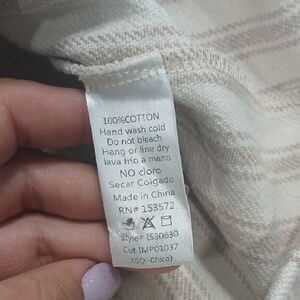 100%COTTON
Hand wash cold
Do not bleach
Hang or line dry
lava frio a mano
NO cloro
Secar Colgado
Made in China
RN# 153572
Style# IS30630
Cut IMP01037
XS(X-Chico)